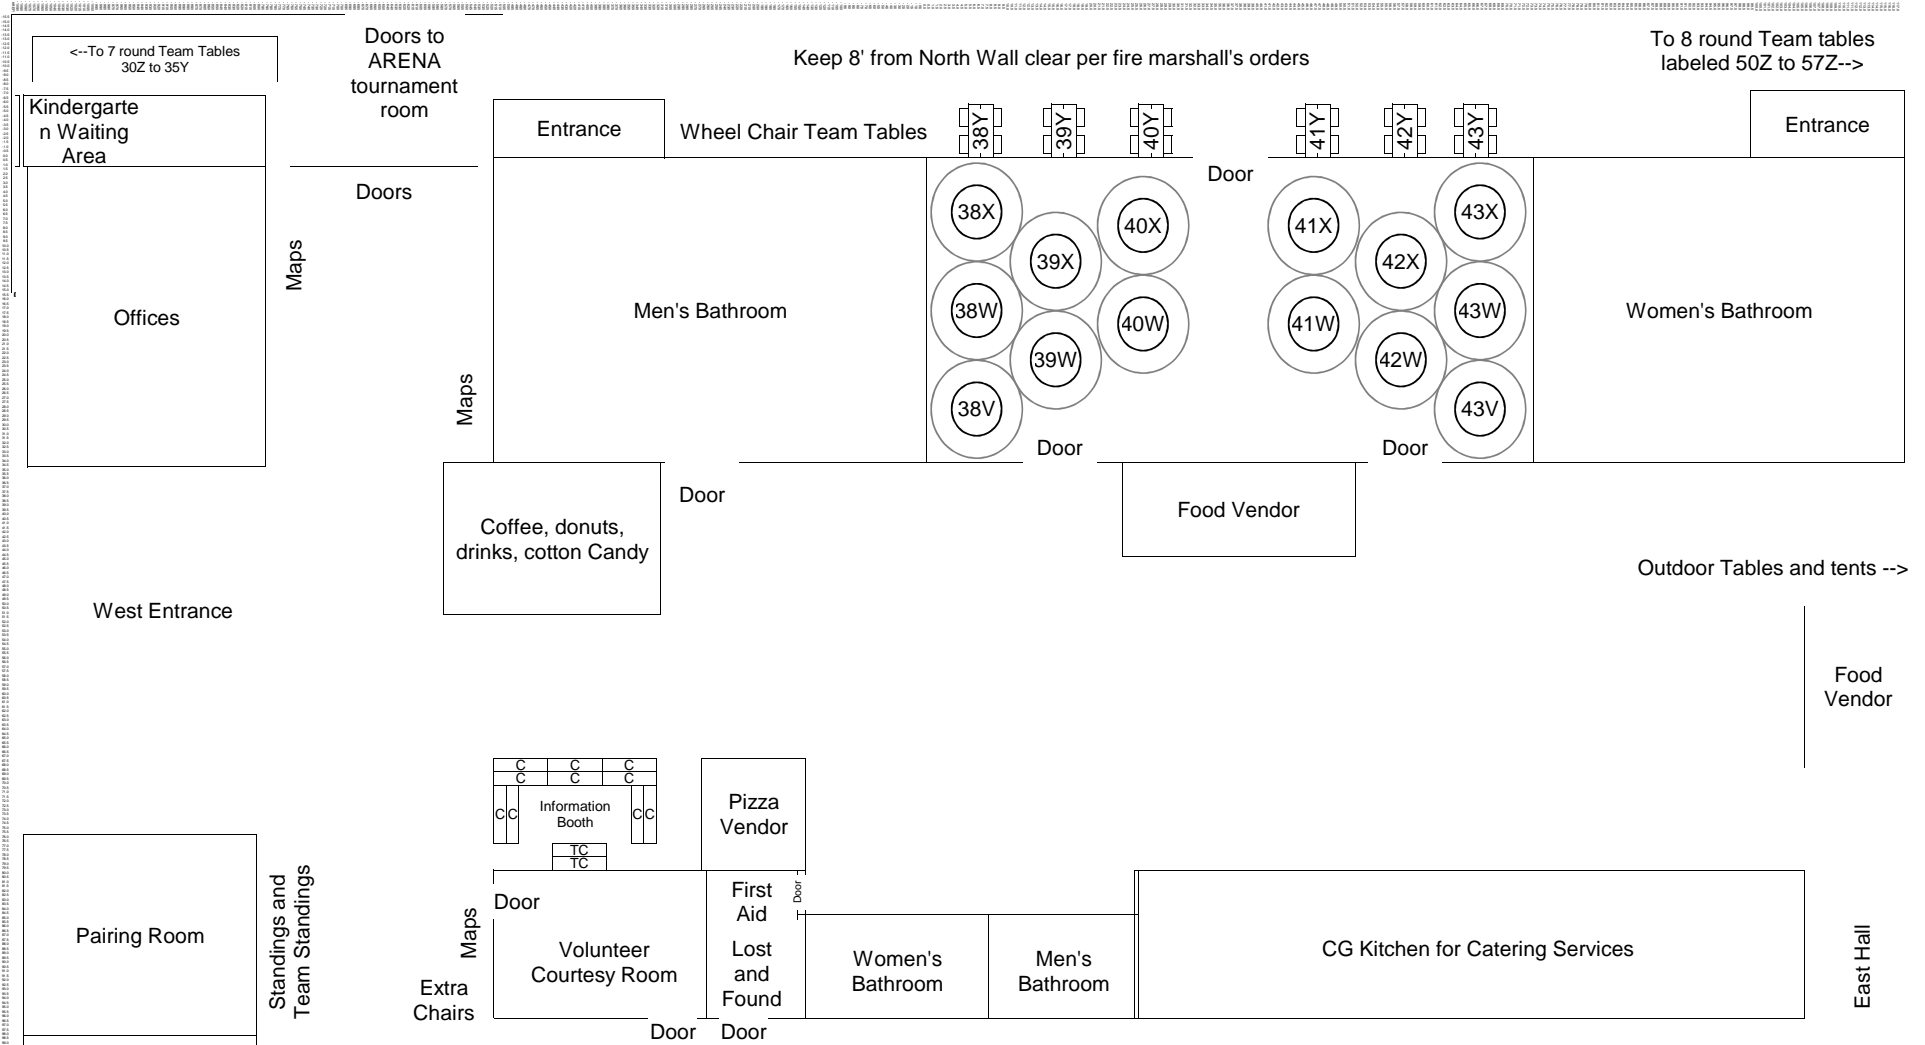 <--To 7 round Team Tables
30Z to 35Y
Doors to
ARENA
tournament
room
Keep 8' from North Wall clear per fire marshall's orders
To 8 round Team tables
labeled 50Z to 57Z-->
Kindergarte
n Waiting
Area
Entrance
Wheel Chair Team Tables
38Y
39Y
40Y
41Y
42Y
43Y
Entrance
Doors
Door
Maps
Offices
Men's Bathroom
38X
39X
40X
41X
42X
43X
38W
39W
40W
41W
42W
43W
38V
43V
Women's Bathroom
Maps
Door
Door
Coffee, donuts,
drinks, cotton Candy
Door
Food Vendor
Outdoor Tables and tents -->
West Entrance
Food
Vendor
C C C
C C C
C C
Information
Booth
C C
TC
TC
Pizza
Vendor
Pairing Room
Standings and
Team Standings
Maps
Extra
Chairs
Door
Volunteer
Courtesy Room
First
Aid
Door
Lost
and
Found
Women's
Bathroom
Men's
Bathroom
CG Kitchen for Catering Services
East Hall
Door
Door